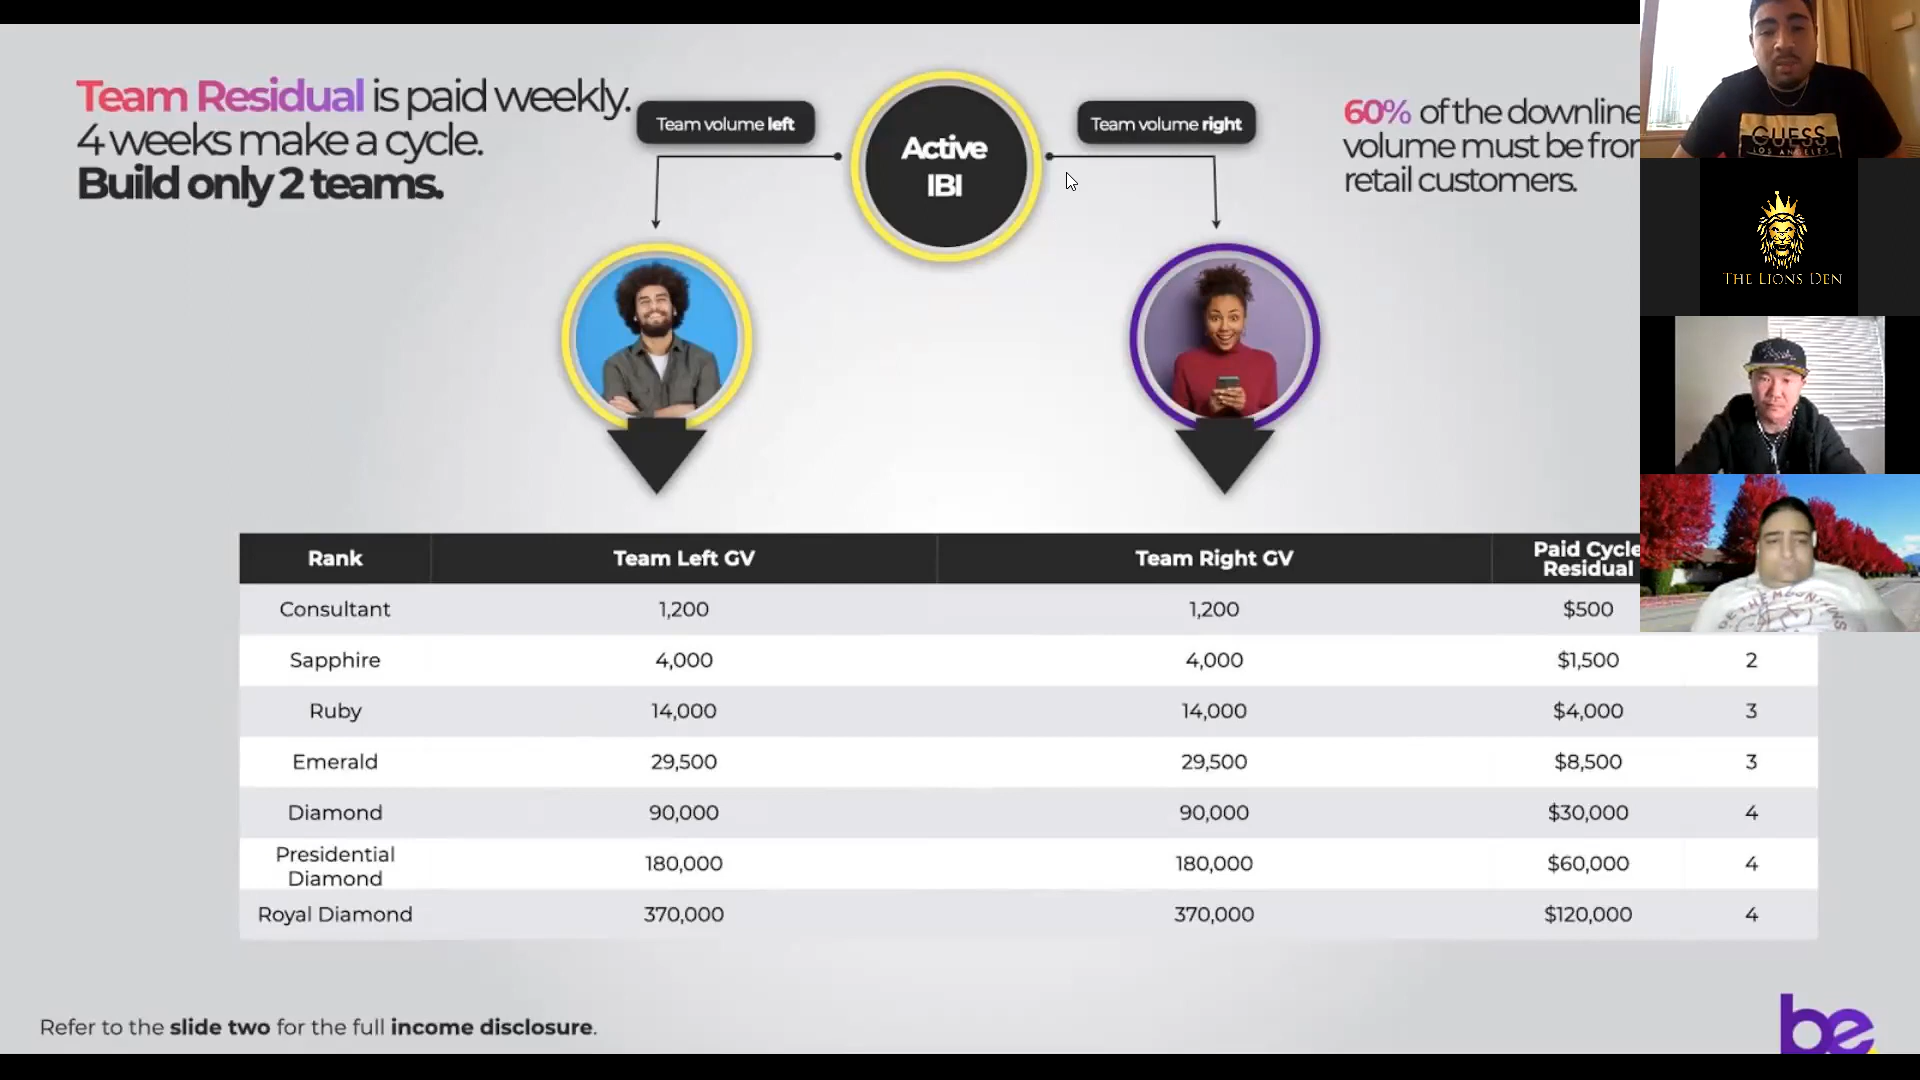 Team Residual is paid weekly.
4 weeks make a cycle.
Build only 2 teams.
Team volume left
Active
IBI
Team volume right
60% of the downline
volume must be
retail customers.
GUESS
LOS ANGELES
THE LIONS DEN
Rank Team Left GV Team Right GV Paid Cycle Residual
Consultant 1,200 1,200 $500
Sapphire 4,000 4,000 $1,500 2
Ruby 14,000 14,000 $4,000 3
Emerald 29,500 29,500 $8,500 3
Diamond 90,000 90,000 $30,000 4
Presidential Diamond 180,000 180,000 $60,000 4
Royal Diamond 370,000 370,000 $120,000 4
Refer to the slide two for the full income disclosure.
be